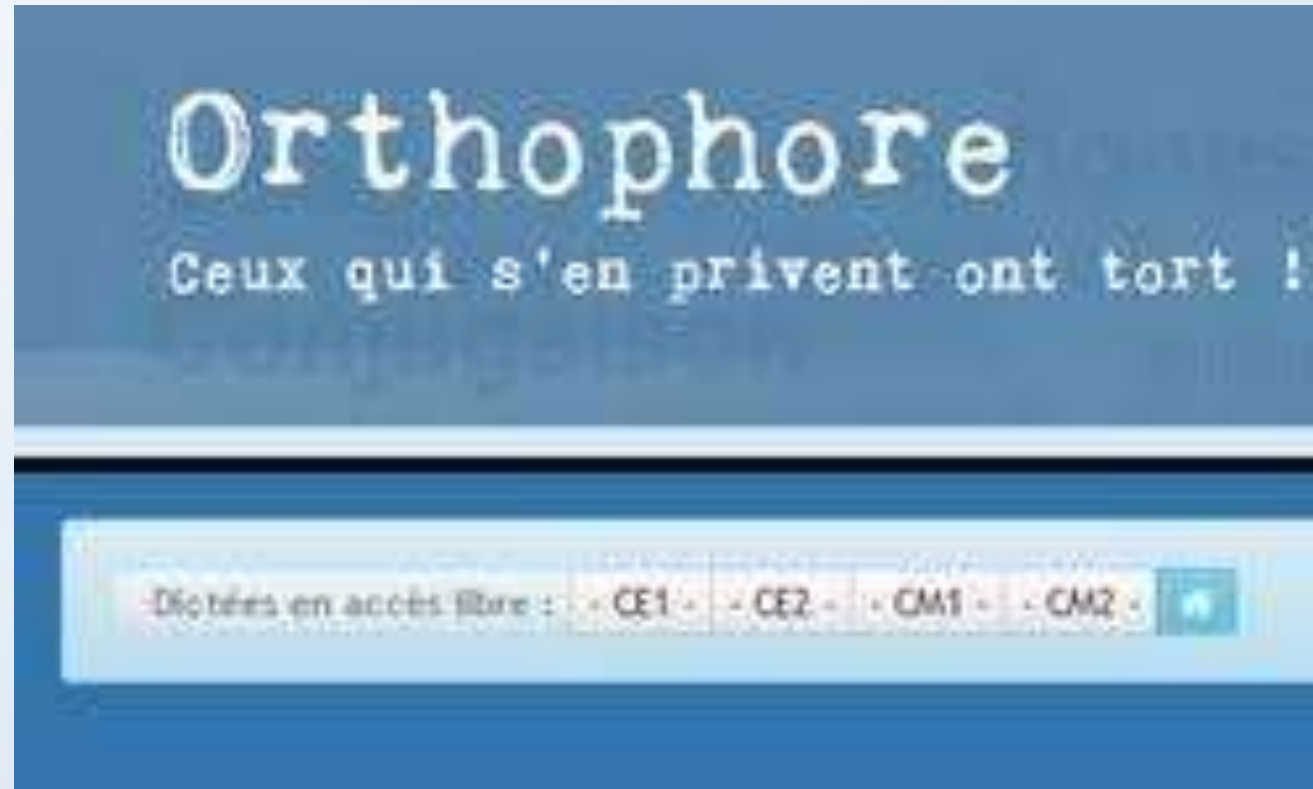 Orthophore
Ceux qui s'en privent ont tort !
Dictées en accès libre : - CE1 - - CE2 - - CM1 - - CM2 -